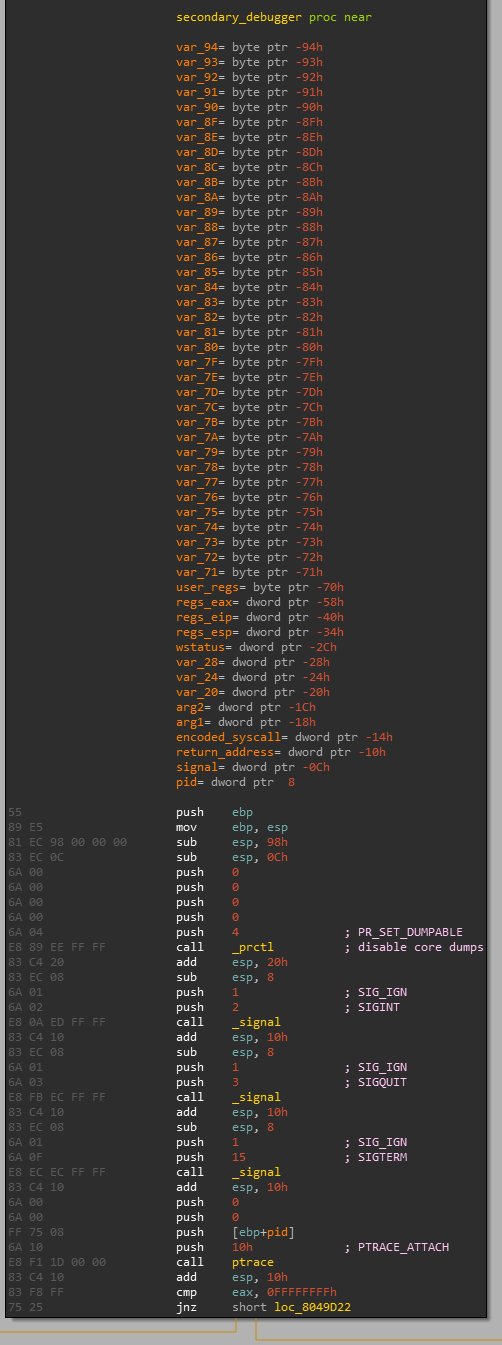 secondary_debugger proc near
var_94= byte ptr -94h
var_93= byte ptr -93h
var_92= byte ptr -92h
var_91= byte ptr -91h
var_90= byte ptr -90h
var_8F= byte ptr -8Fh
var_8E= byte ptr -8Eh
var_8D= byte ptr -8Dh
var_8C= byte ptr -8Ch
var_8B= byte ptr -8Bh
var_8A= byte ptr -8Ah
var_89= byte ptr -89h
var_88= byte ptr -88h
var_87= byte ptr -87h
var_86= byte ptr -86h
var_85= byte ptr -85h
var_84= byte ptr -84h
var_83= byte ptr -83h
var_82= byte ptr -82h
var_81= byte ptr -81h
var_80= byte ptr -80h
var_7F= byte ptr -7Fh
var_7E= byte ptr -7Eh
var_7D= byte ptr -7Dh
var_7C= byte ptr -7Ch
var_7B= byte ptr -7Bh
var_7A= byte ptr -7Ah
var_79= byte ptr -79h
var_78= byte ptr -78h
var_77= byte ptr -77h
var_76= byte ptr -76h
var_75= byte ptr -75h
var_74= byte ptr -74h
var_73= byte ptr -73h
var_72= byte ptr -72h
var_71= byte ptr -71h
user_regs= byte ptr -70h
regs_eax= dword ptr -58h
regs_eip= dword ptr -40h
regs_esp= dword ptr -34h
wstatus= dword ptr -2Ch
var_28= dword ptr -28h
var_24= dword ptr -24h
var_20= dword ptr -20h
arg2= dword ptr -1Ch
arg1= dword ptr -18h
encoded_syscall= dword ptr -14h
return_address= dword ptr -10h
signal= dword ptr -0Ch
pid= dword ptr 8
55 push ebp
89 E5 mov ebp, esp
81 EC 98 00 00 00 sub esp, 98h
83 EC 0C sub esp, 0Ch
6A 00 push 0
6A 00 push 0
6A 00 push 0
6A 00 push 0
6A 04 push 4 ; PR_SET_DUMPABLE
E8 89 EE FF FF call _prctl ; disable core dumps
83 C4 20 add esp, 20h
83 EC 08 sub esp, 8
6A 01 push 1 ; SIG_IGN
6A 02 push 2 ; SIGINT
E8 0A ED FF FF call _signal
83 C4 10 add esp, 10h
83 EC 08 sub esp, 8
6A 01 push 1 ; SIG_IGN
6A 03 push 3 ; SIGQUIT
E8 FB EC FF FF call _signal
83 C4 10 add esp, 10h
83 EC 08 sub esp, 8
6A 01 push 1 ; SIG_IGN
6A 0F push 15 ; SIGTERM
E8 EC EC FF FF call _signal
83 C4 10 add esp, 10h
6A 00 push 0
6A 00 push 0
FF 75 08 push [ebp+pid]
6A 10 push 10h ; PTRACE_ATTACH
E8 F1 1D 00 00 call ptrace
83 C4 10 add esp, 10h
83 F8 FF cmp eax, 0FFFFFFFFh
75 25 jnz short loc_8049D22